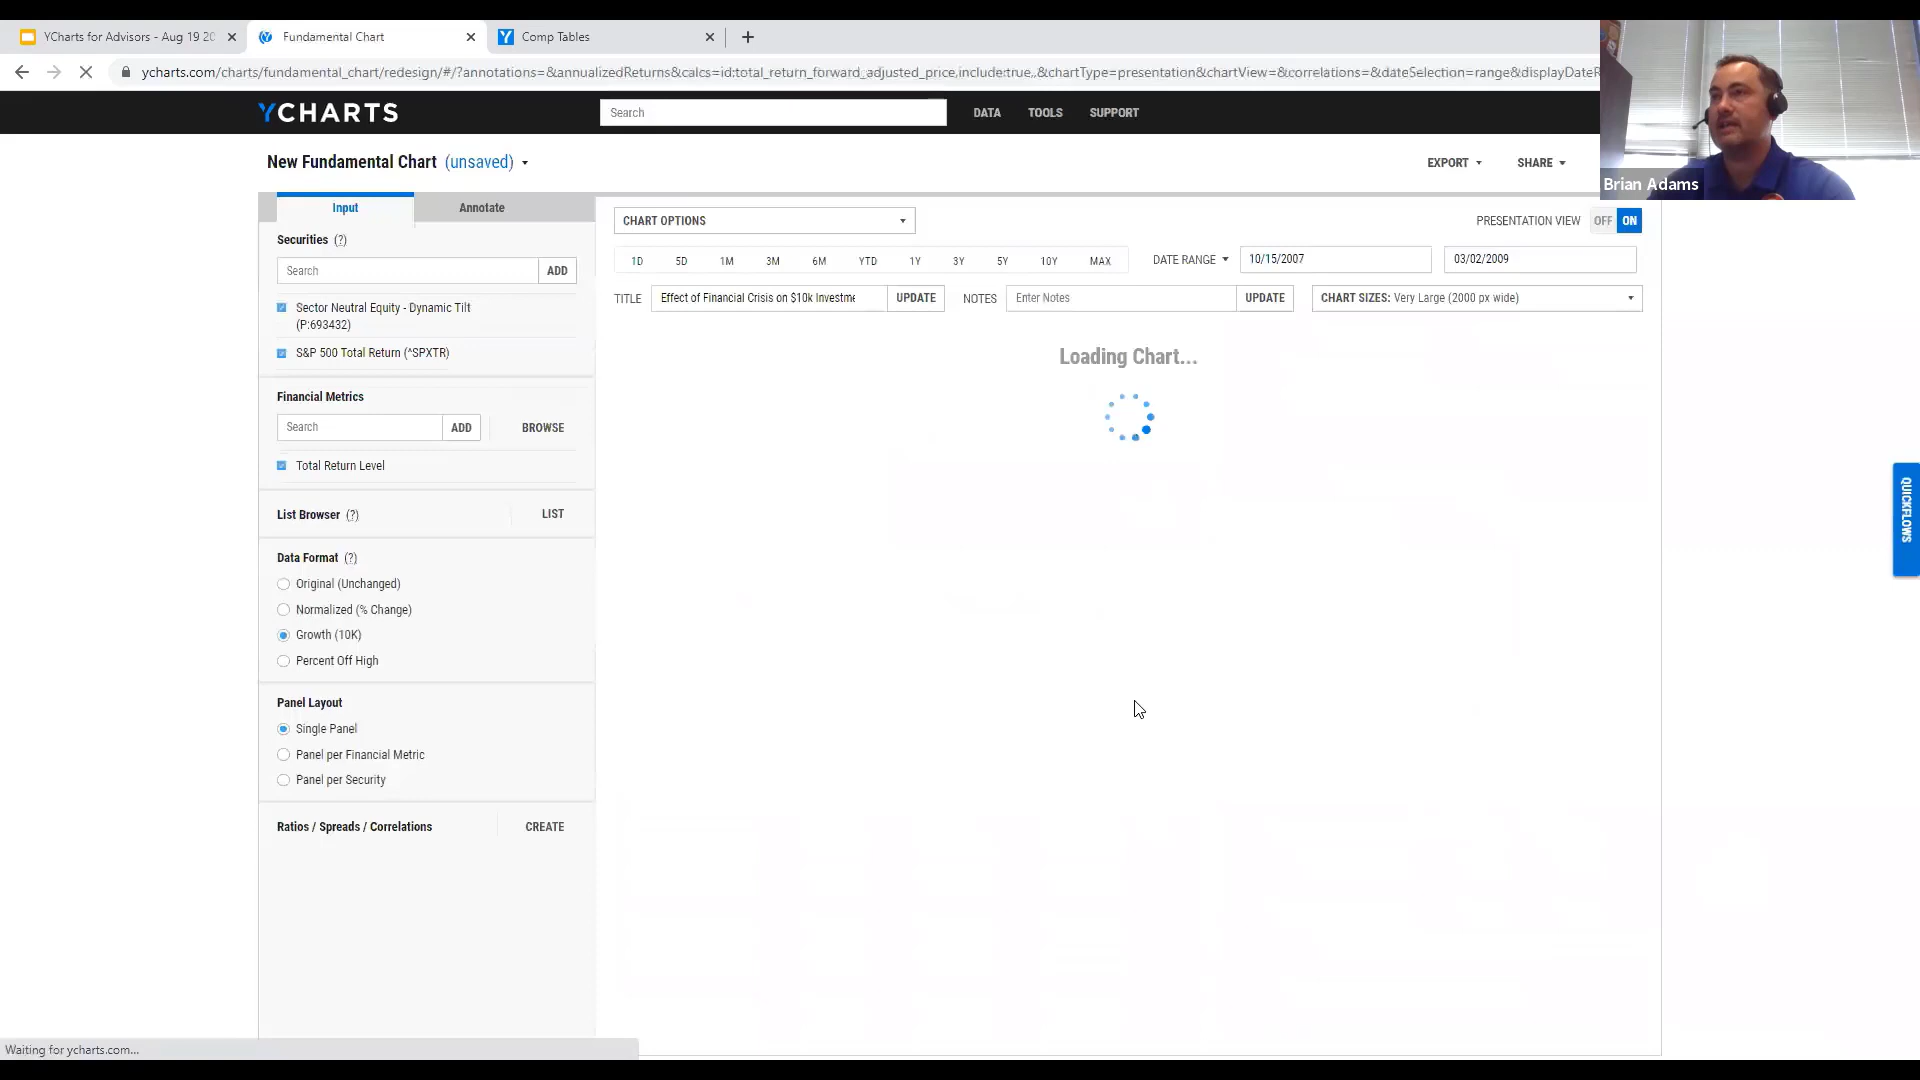 YCharts for Advisors - Aug 19 20
Fundamental Chart
Comp Tables
ycharts.com/charts/fundamental_chart/redesign/#/?annotations=&annualizedReturns&calcs=id:total_return_forward_adjusted_price,include:true,,&chartType=presentation&chartView=&correlations=&dateSelection=range&displayDateR
YCHARTS
Search
DATA
TOOLS
SUPPORT
Brian Adams
New Fundamental Chart (unsaved)
EXPORT
SHARE
Input
Annotate
CHART OPTIONS
PRESENTATION VIEW
OFF
ON
Securities (?)
Search
ADD
1D 5D 1M 3M 6M YTD 1Y 3Y 5Y 10Y MAX
DATE RANGE
10/15/2007
03/02/2009
TITLE
Effect of Financial Crisis on $10k Investme
UPDATE
NOTES
Enter Notes
UPDATE
CHART SIZES: Very Large (2000 px wide)
Sector Neutral Equity - Dynamic Tilt
(P:693432)
S&P 500 Total Return (^SPXTR)
Loading Chart...
Financial Metrics
Search
ADD
BROWSE
Total Return Level
List Browser (?)
LIST
QUICKFLOWS
Data Format (?)
Original (Unchanged)
Normalized (% Change)
Growth (10K)
Percent Off High
Panel Layout
Single Panel
Panel per Financial Metric
Panel per Security
Ratios / Spreads / Correlations
CREATE
Waiting for ycharts.com...